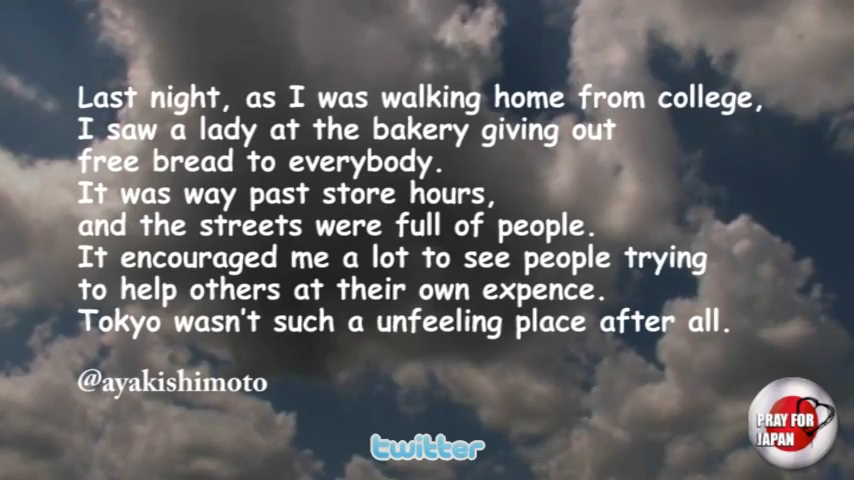 Last night, as I was walking home from college,
I saw a lady at the bakery giving out
free bread to everybody.
It was way past store hours,
and the streets were full of people.
It encouraged me a lot to see people trying
to help others at their own expence.
Tokyo wasn't such a unfeeling place after all.
@ayakishimoto
twitter
PRAY FOR
JAPAN